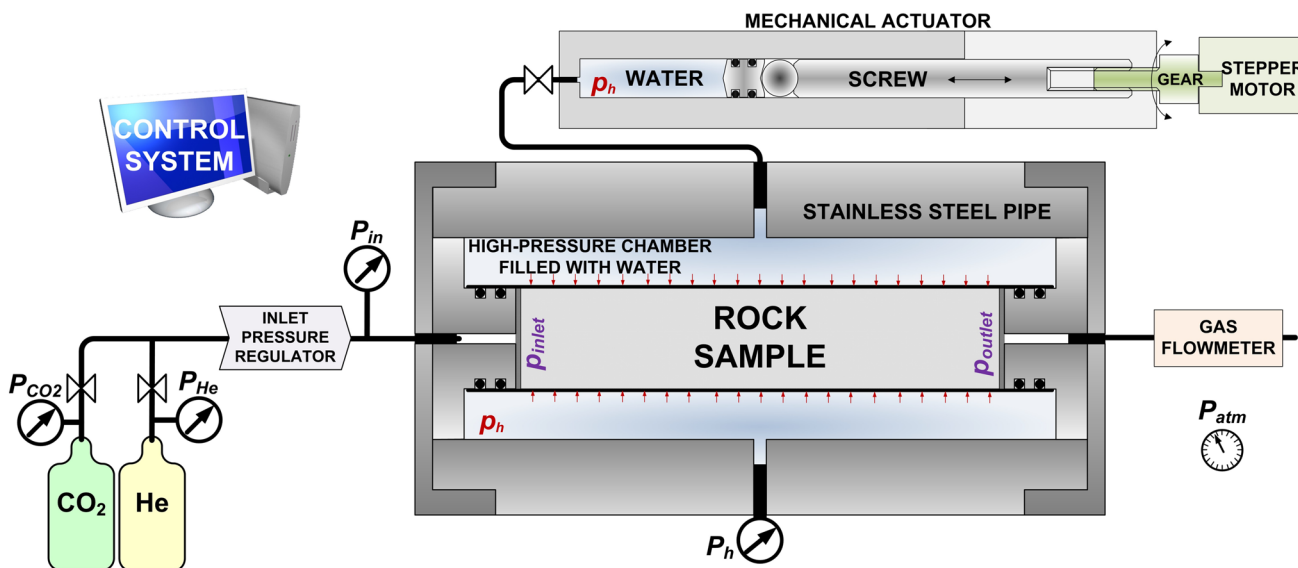 MECHANICAL ACTUATOR
p_h WATER
SCREW
GEAR
STEPPER
MOTOR
CONTROL
SYSTEM
STAINLESS STEEL PIPE
P_in
HIGH-PRESSURE CHAMBER
FILLED WITH WATER
INLET
PRESSURE
REGULATOR
p_inlet
ROCK
SAMPLE
p_outlet
GAS
FLOWMETER
P_CO2
P_He
p_h
P_atm
CO₂
He
P_h